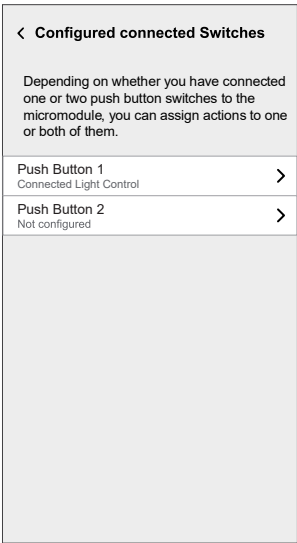 Configured connected Switches
Depending on whether you have connected
one or two push button switches to the
micromodule, you can assign actions to one
or both of them.
Push Button 1
Connected Light Control
Push Button 2
Not configured